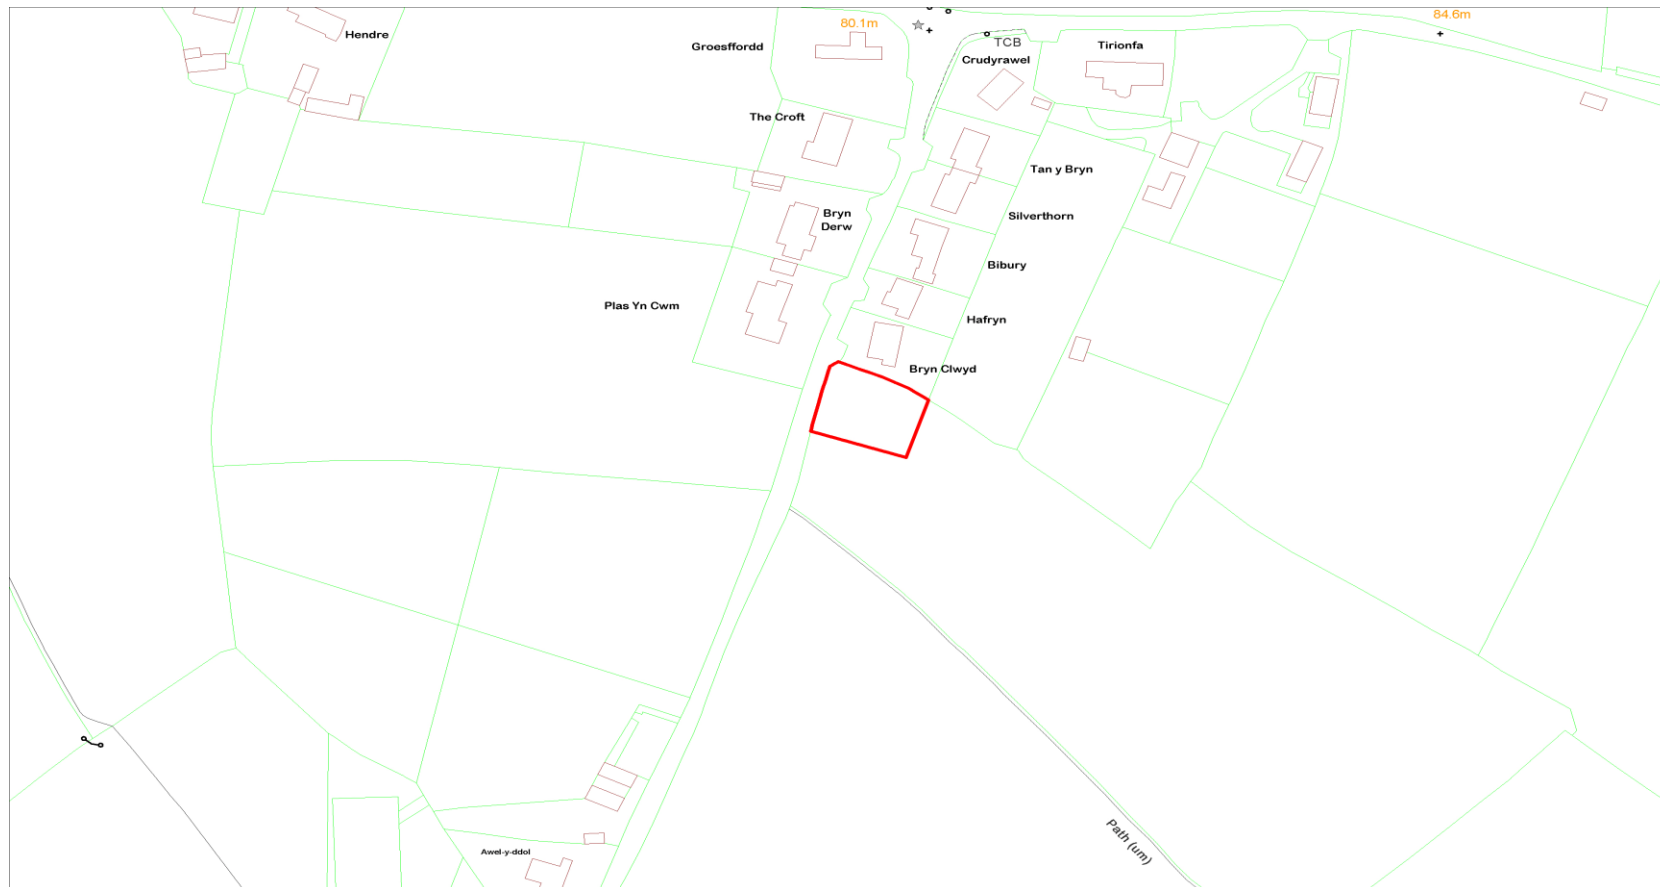 80.1m
84.6m
Hendre
Groesffordd
TCB
Tirionfa
Crudyrawel
The Croft
Tan y Bryn
Bryn
Derw
Silverthorn
Bibury
Plas Yn Cwm
Hafryn
Bryn Clwyd
Path (um)
Awel-y-ddol